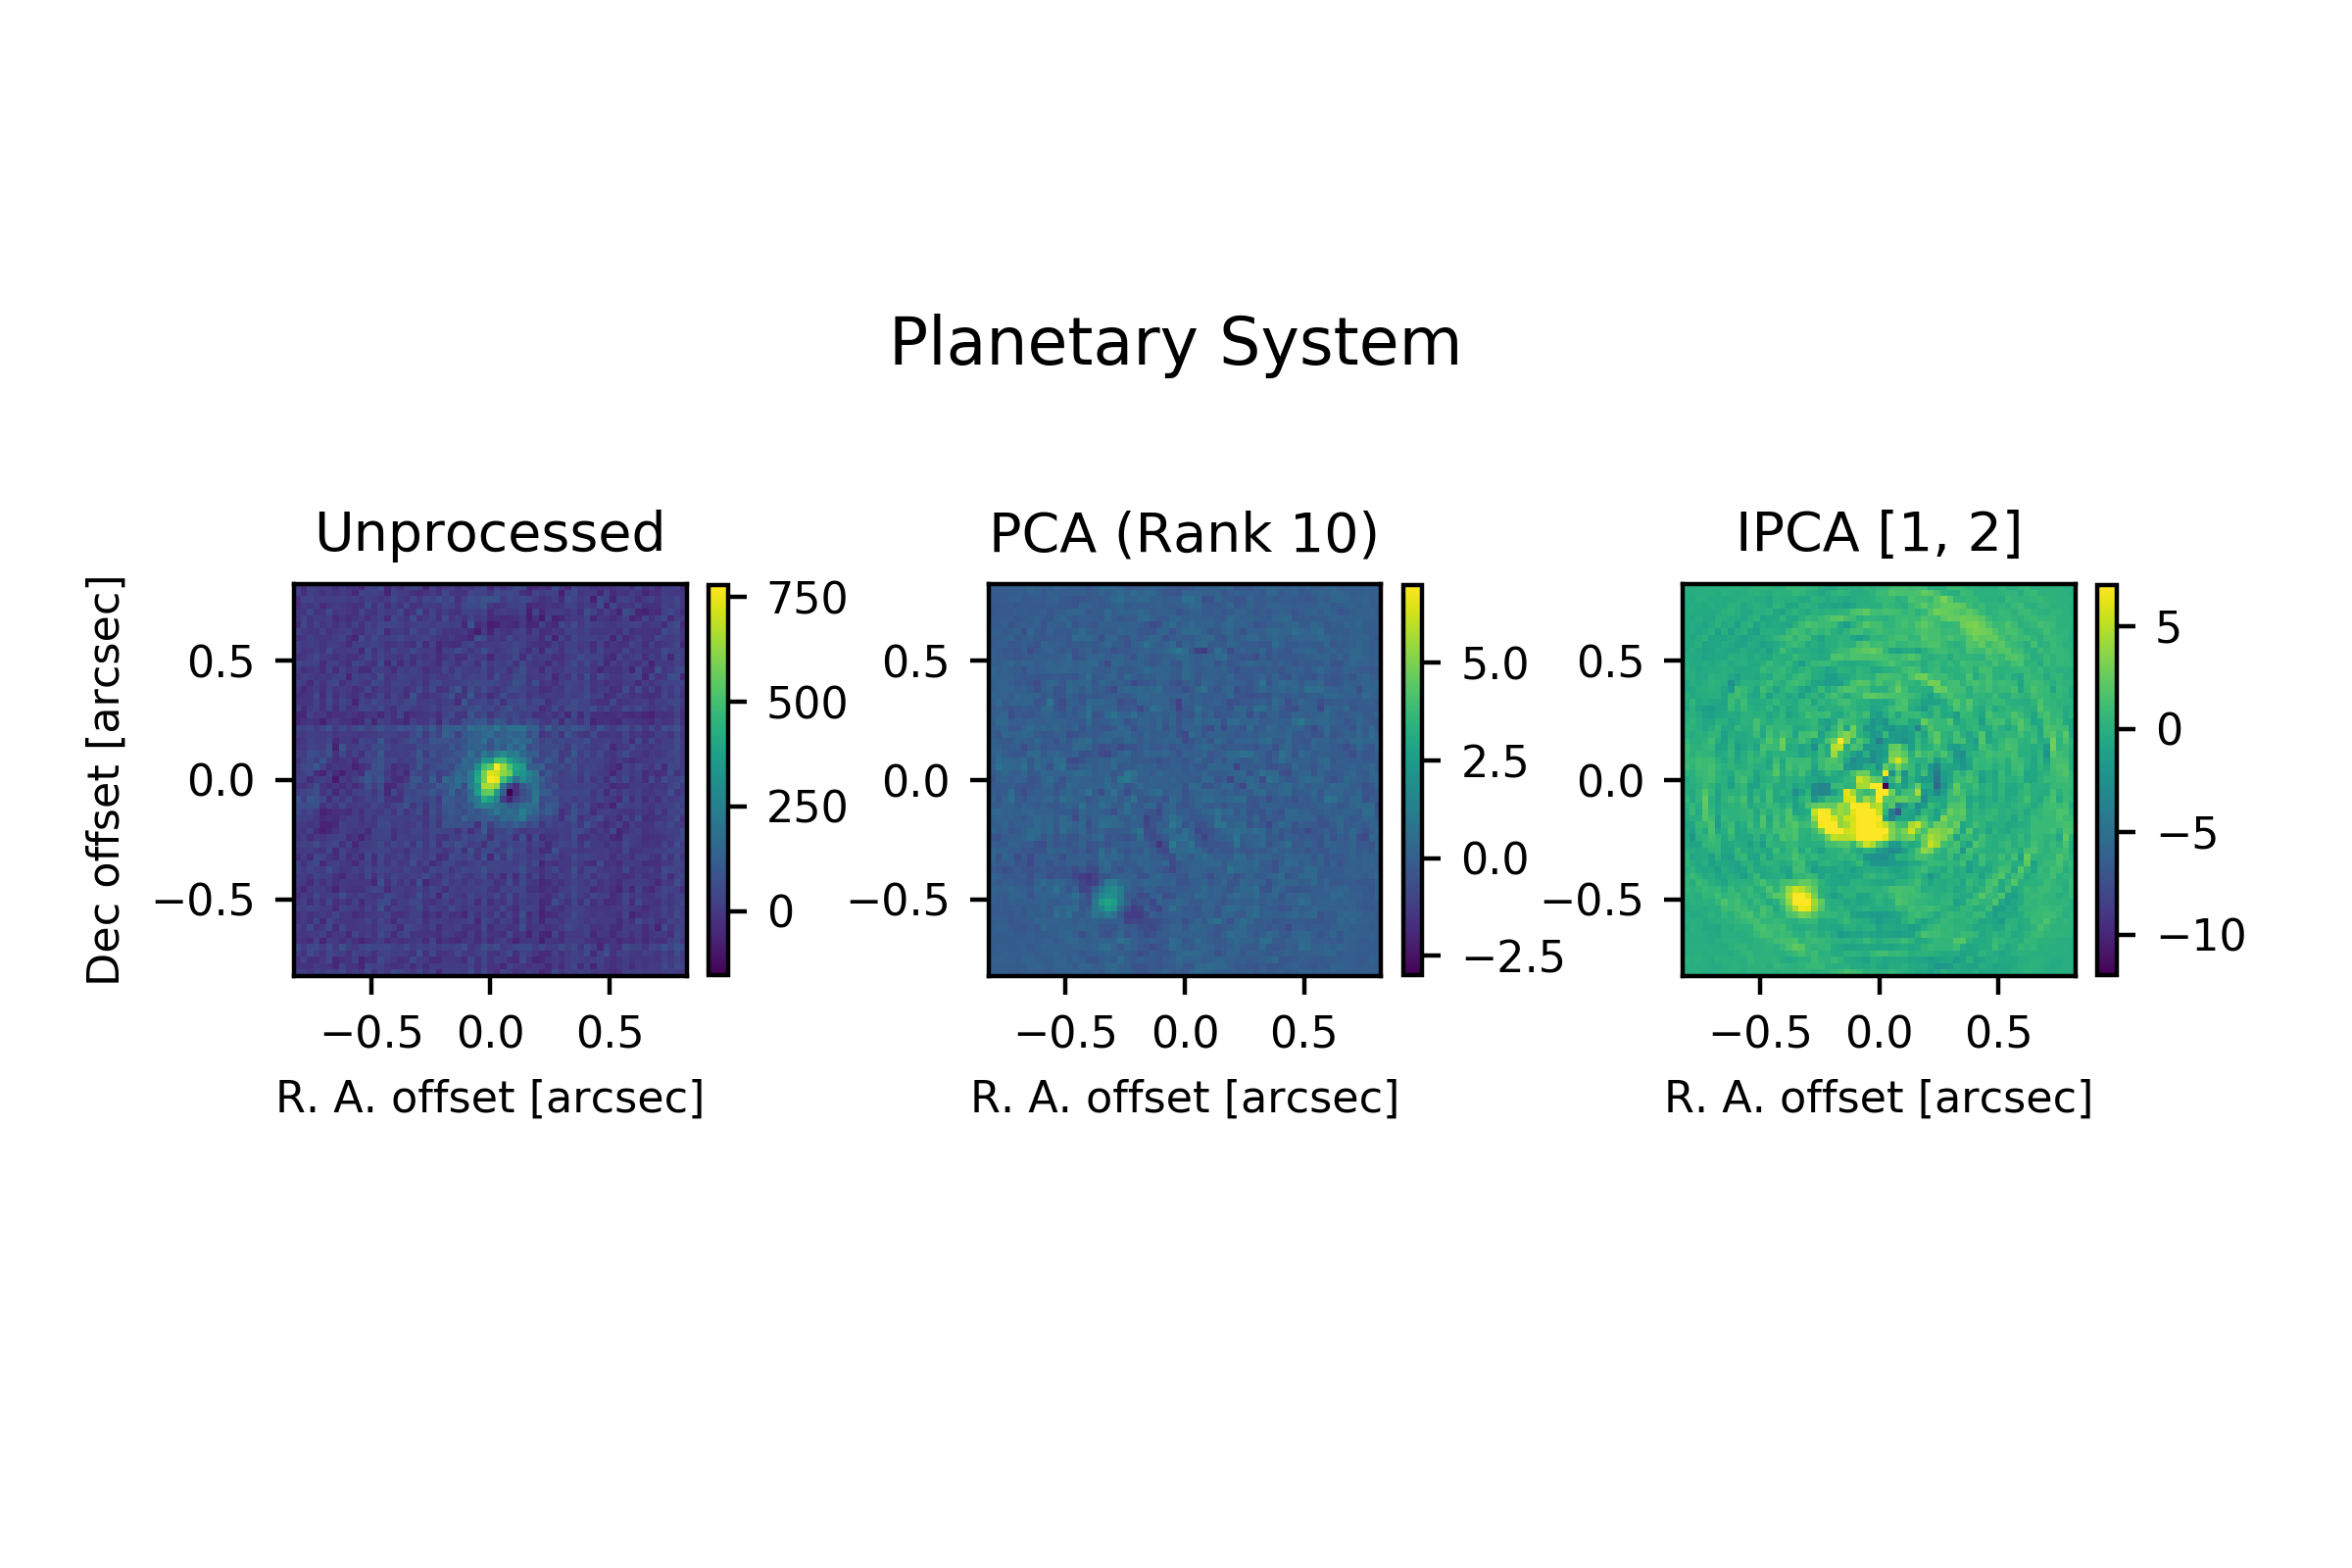 Planetary System
Unprocessed
PCA (Rank 10)
IPCA [1, 2]
Dec offset [arcsec]
0.5
0.0
−0.5
−0.5 0.0 0.5
R. A. offset [arcsec]
750
500
250
0
0.5
0.0
−0.5
−0.5 0.0 0.5
R. A. offset [arcsec]
5.0
2.5
0.0
−2.5
0.5
0.0
−0.5
−0.5 0.0 0.5
R. A. offset [arcsec]
5
0
−5
−10